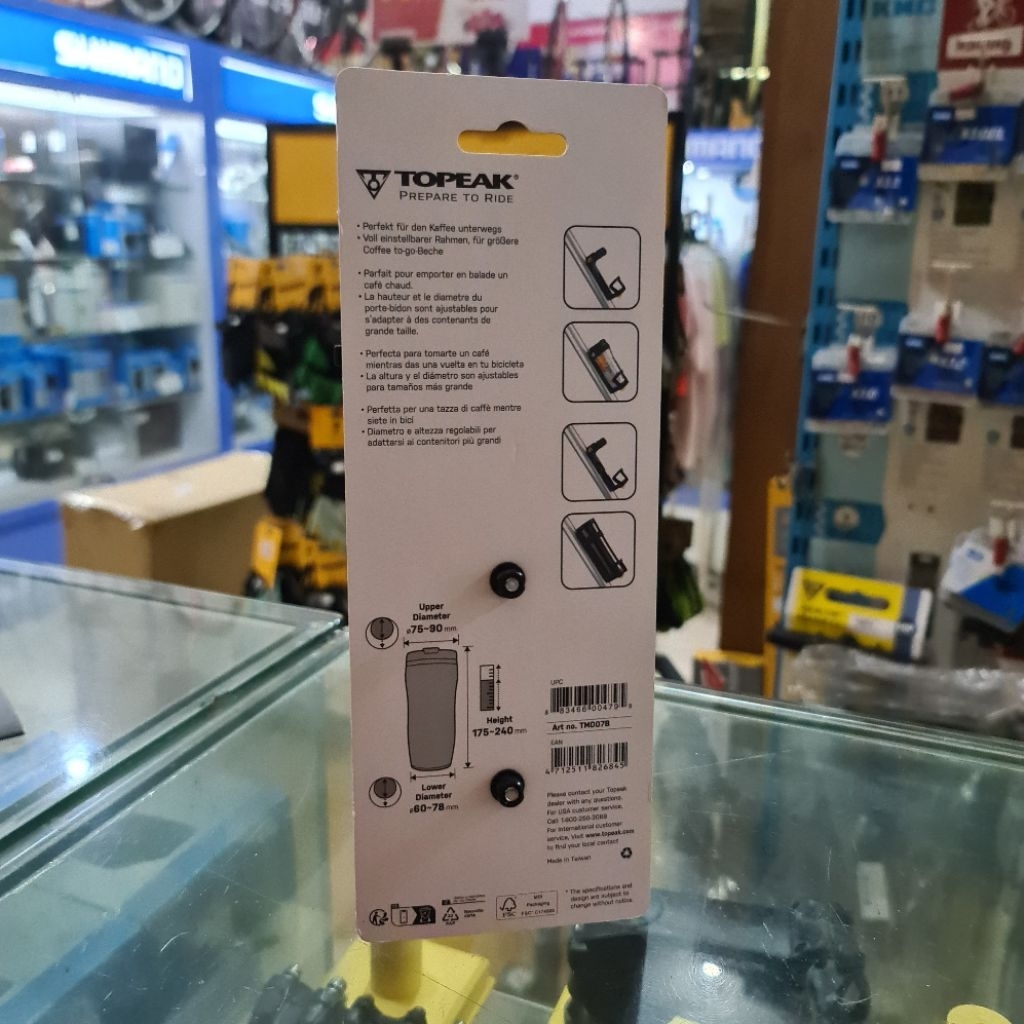 SHIMANO
TOPEAK®
PREPARE TO RIDE
• Perfekt für den Kaffee unterwegs
• Voll einstellbarer Rahmen, für größere
Coffee to-go-Beche
• Parfait pour emporter en balade un
café chaud.
• La hauteur et le diametre du
porte-bidon sont ajustables pour
s'adapter à des contenants de
grande taille.
• Perfecta para tomarte un café
mientras das una vuelta en tu bicicleta
• La altura y el diámetro son ajustables
para tamaños más grande
• Perfetta per una tazza di caffè mentre
siete in bici
• Diametro e altezza regolabili per
adattarsi ai contenitori più grandi
Upper
Diameter
ø75~90 mm
Height
175~240 mm
Lower
Diameter
ø60~78 mm
UPC
Art no. TMD07B
EAN
4 712511 826845
Please contact your Topeak
dealer with any questions.
For USA customer service,
Call 1-800-250-3068
For international customer
service, Visit www.topeak.com
to find your local contact
Made in Taiwan
* The specifications and
design are subject to
change without notice.
FSC
MIX
Packaging